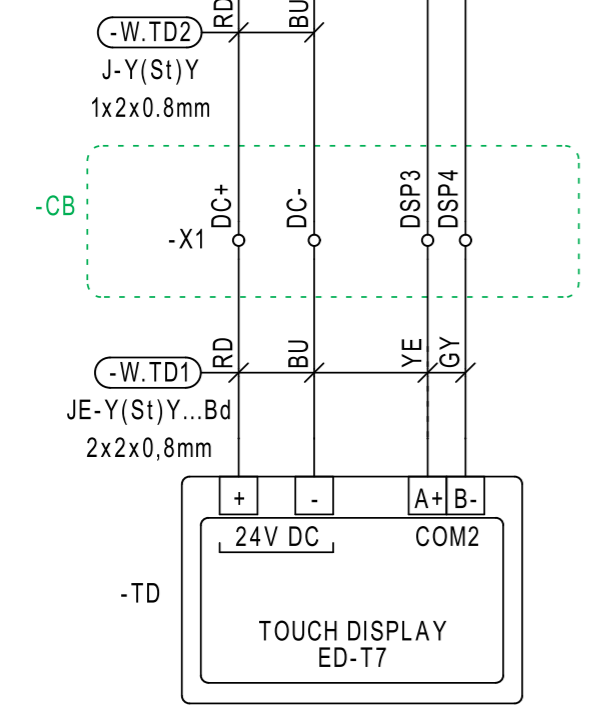 RD
BU
-W.TD2
J-Y(St)Y
1x2x0.8mm
-CB
DC+
DC-
DSP3
DSP4
-X1
RD
BU
YE
GY
-W.TD1
JE-Y(St)Y...Bd
2x2x0,8mm
+
-
A+
B-
24V DC
COM2
-TD
TOUCH DISPLAY
ED-T7